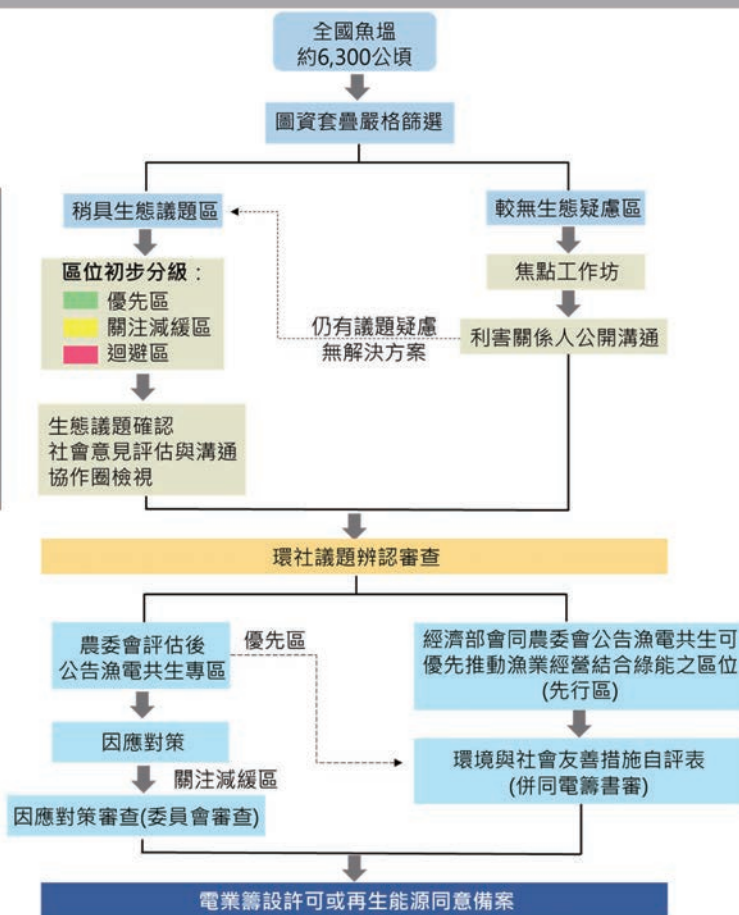 全國魚塭
約6,300公頃
圖資套疊嚴格篩選
稍具生態議題區
較無生態疑慮區
區位初步分級：
優先區
關注減緩區
迴避區
焦點工作坊
利害關係人公開溝通
仍有議題疑慮
無解決方案
生態議題確認
社會意見評估與溝通
協作圈檢視
環社議題辨認審查
農委會評估後
公告漁電共生專區
優先區
經濟部會同農委會公告漁電共生可
優先推動漁業經營結合綠能之區位
(先行區)
因應對策
關注減緩區
因應對策審查(委員會審查)
環境與社會友善措施自評表
(併同電籌書審)
電業籌設許可或再生能源同意備案